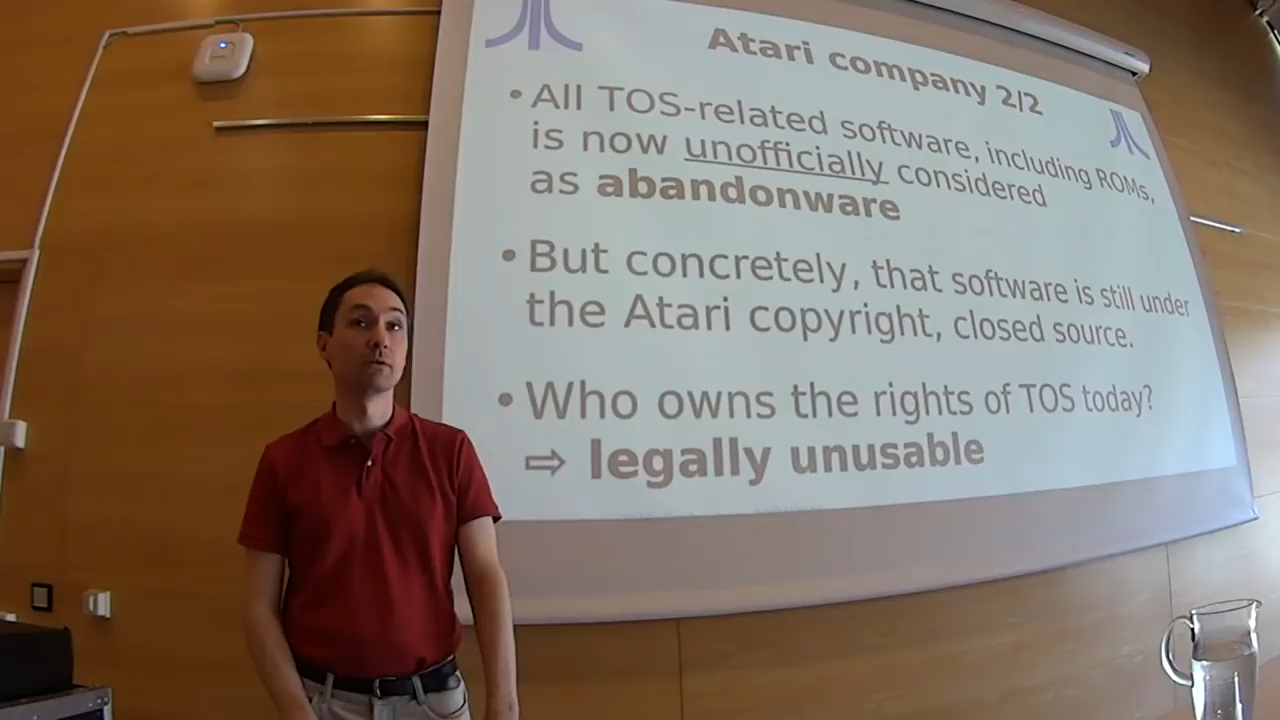 Atari company 2/2
• All TOS-related software, including ROMs,
is now unofficially considered
as abandonware
• But concretely, that software is still under
the Atari copyright, closed source.
• Who owns the rights of TOS today?
⇨ legally unusable